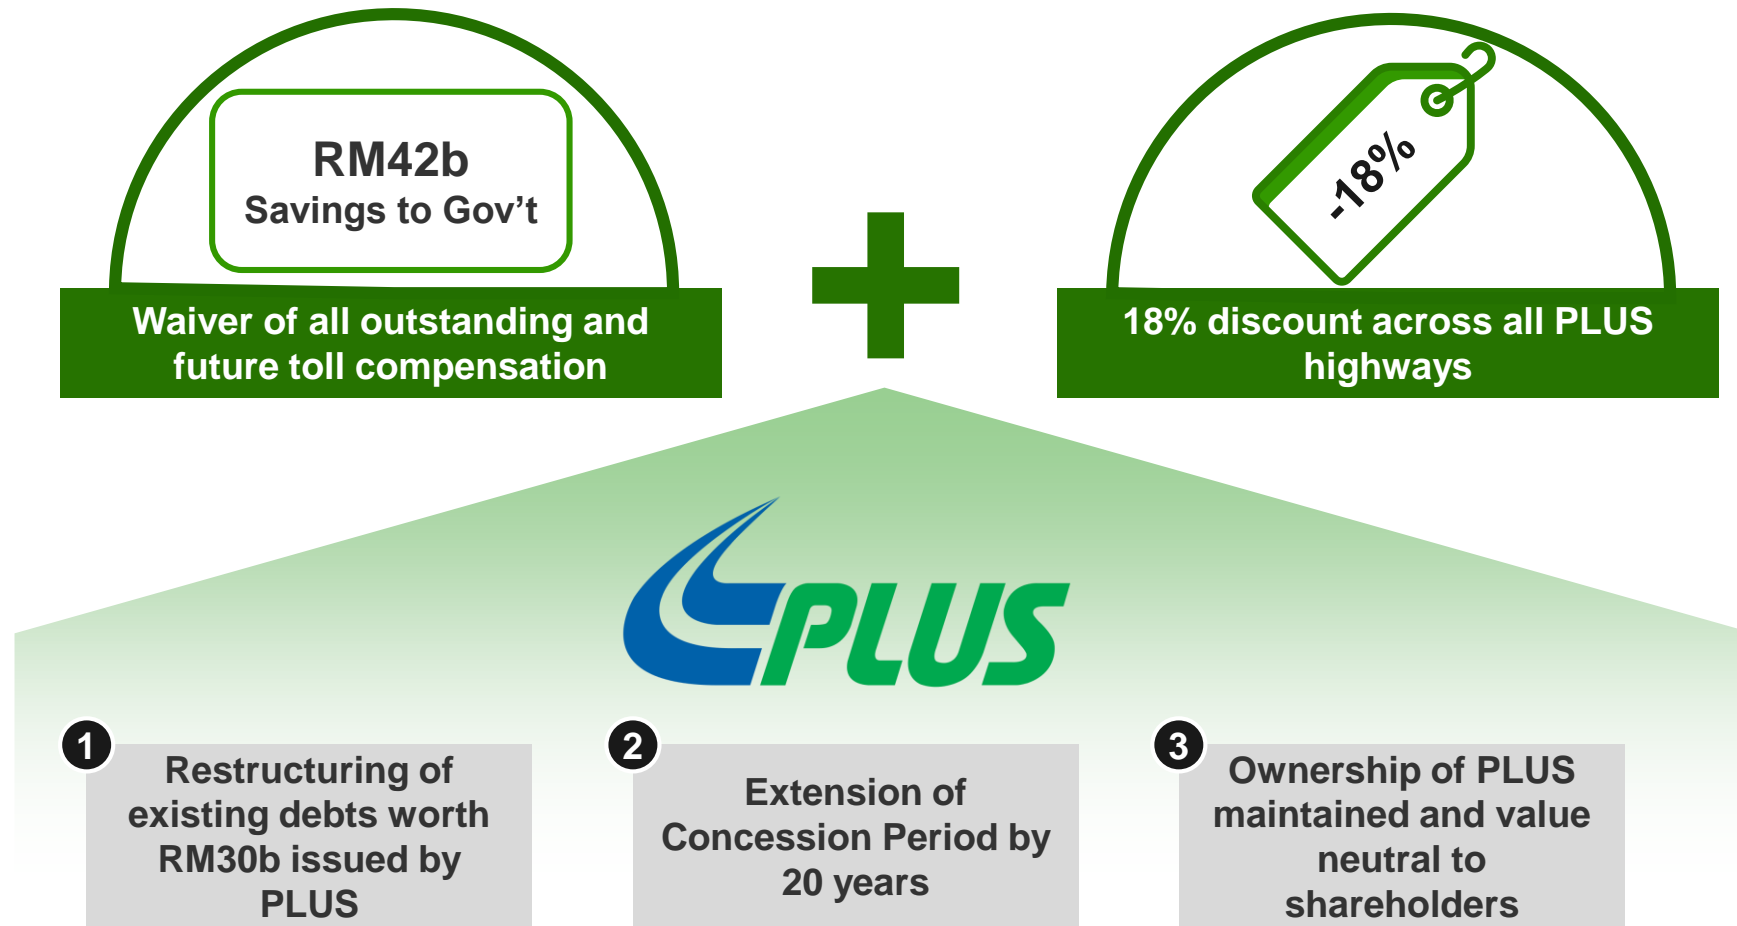 RM42b
Savings to Gov’t
Waiver of all outstanding and
future toll compensation
-18%
18% discount across all PLUS
highways
PLUS
1
Restructuring of
existing debts worth
RM30b issued by
PLUS
2
Extension of
Concession Period by
20 years
3
Ownership of PLUS
maintained and value
neutral to
shareholders